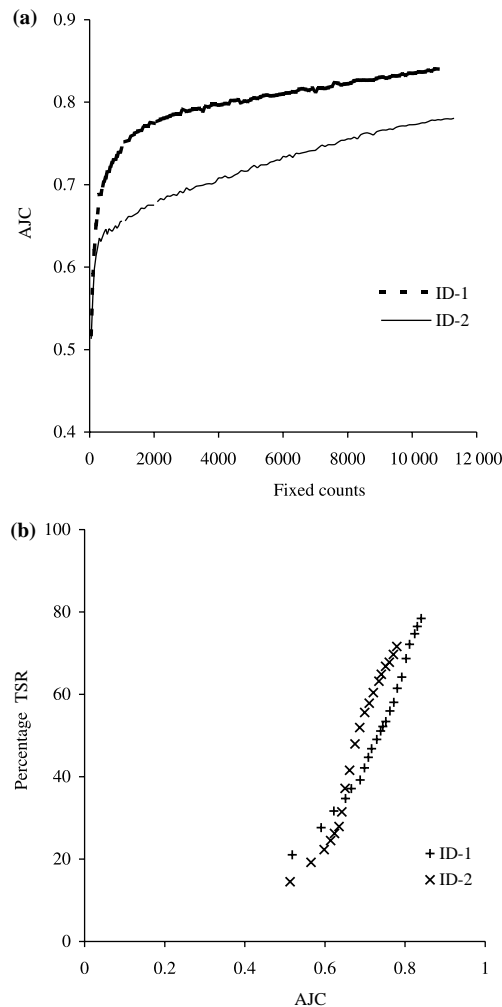 (a)
0.9
0.8
0.7
0.6
0.5
0.4
AJC
ID-1
ID-2
0 2000 4000 6000 8000 10 000 12 000
Fixed counts
(b)
100
80
60
40
20
0
Percentage TSR
ID-1
ID-2
0 0.2 0.4 0.6 0.8 1
AJC